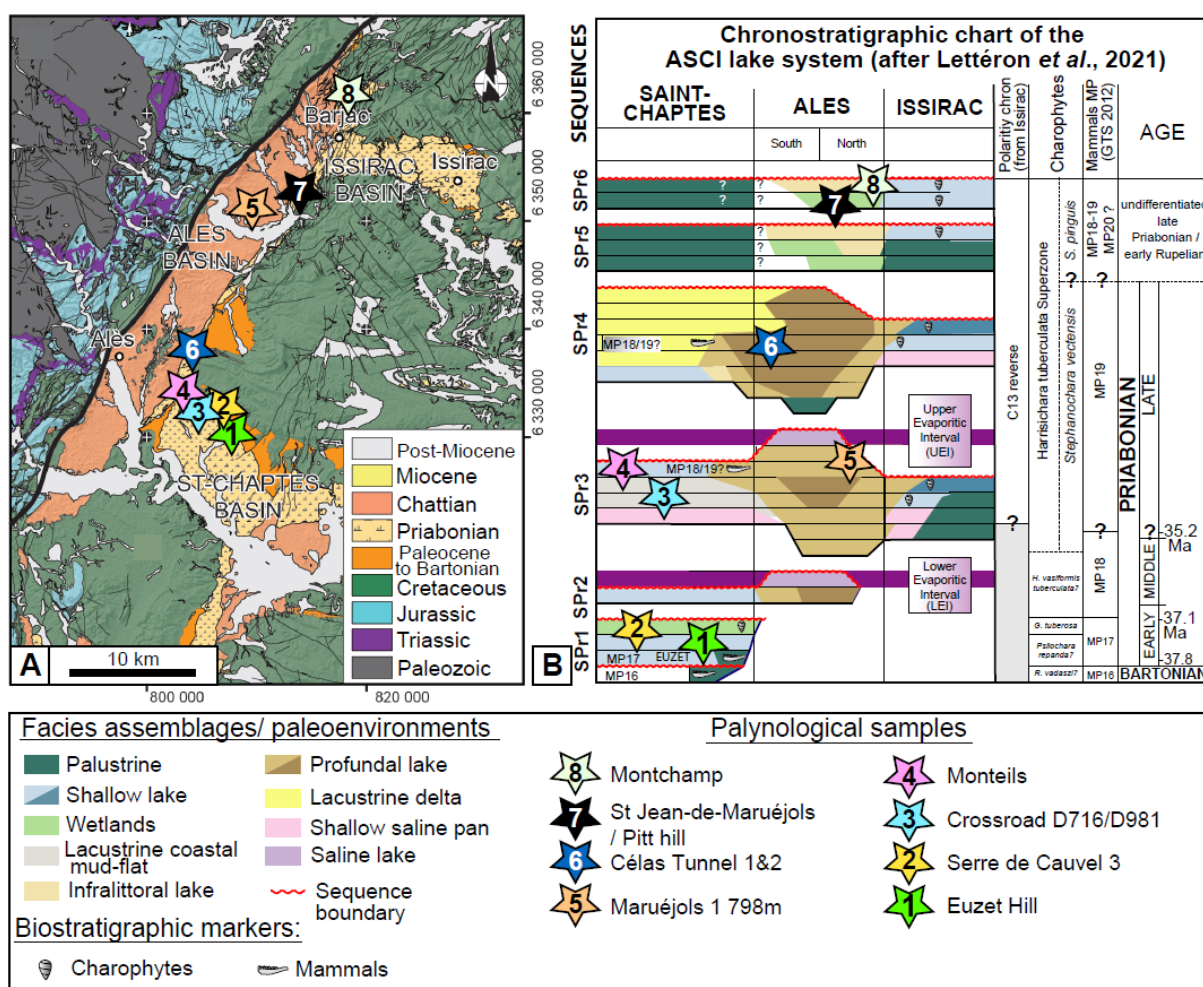 8
Barjac
ISSIRAC
BASIN
Issirac
7
5
ALES
BASIN
Alès
6
4
3
2
1
ST-CHAPTES
BASIN
6 360 000
6 350 000
6 340 000
6 330 000
Post-Miocene
Miocene
Chattian
Priabonian
Paleocene
to Bartonian
Cretaceous
Jurassic
Triassic
Paleozoic
A
10 km
800 000
820 000
B
Chronostratigraphic chart of the
ASCI lake system (after Lettéron et al., 2021)
SEQUENCES
SAINT-
CHAPTES
ALES
ISSIRAC
South
North
Polaritiy chron
(from Issirac)
Charophytes
Mammals MP
(GTS 2012)
AGE
SPr6
? ?
? ?
8
7
SPr5
?
?
SPr4
MP18/19?
6
SPr3
4
MP18/19?
5
3
Upper
Evaporitic
Interval
(UEI)
SPr2
Lower
Evaporitic
Interval
(LEI)
SPr1
2
1
MP17
EUZET
MP16
C13 reverse
?
Harrisichara tuberculata Superzone
S. pinguis
?
Stephanochara vectensis
H. vasiformis
tuberculata?
G. tuberosa
Psilochara
repanda?
R. vadaszi?
MP18-19
MP20 ?
?
MP19
?
MP18
MP17
MP16
undifferentiated
late
Priabonian /
early Rupelian
PRIABONIAN
LATE
?
MIDDLE
EARLY
BARTONIAN
-35.2
Ma
-37.1
Ma
-37.8
Facies assemblages/ paleoenvironments
Palustrine
Shallow lake
Wetlands
Lacustrine coastal
mud-flat
Infralittoral lake
Profundal lake
Lacustrine delta
Shallow saline pan
Saline lake
Sequence
boundary
Biostratigraphic markers:
Charophytes
Mammals
Palynological samples
8 Montchamp
7 St Jean-de-Maruéjols
/ Pitt hill
6 Célas Tunnel 1&2
5 Maruéjols 1 798m
4 Monteils
3 Crossroad D716/D981
2 Serre de Cauvel 3
1 Euzet Hill